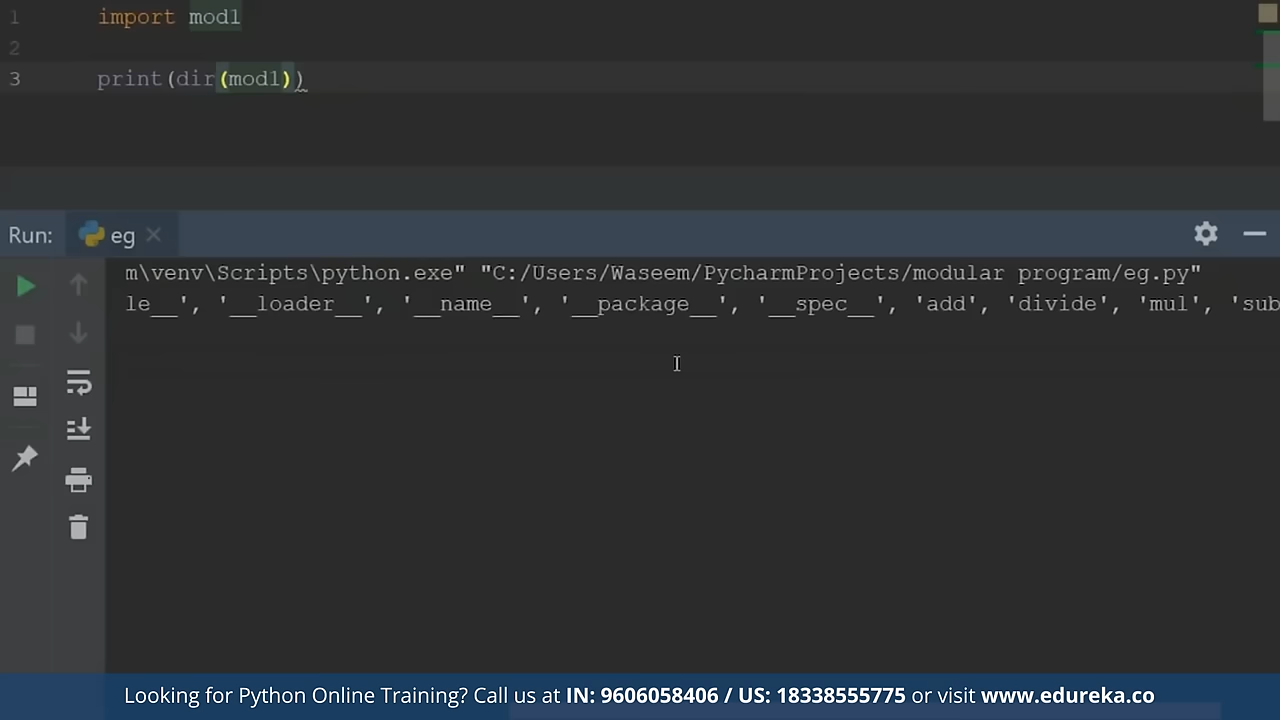 1 import mod1
2
3 print(dir(mod1))
Run: eg
m\venv\Scripts\python.exe" "C:/Users/Waseem/PycharmProjects/modular program/eg.py"
le__', '__loader__', '__name__', '__package__', '__spec__', 'add', 'divide', 'mul', 'sub
Looking for Python Online Training? Call us at IN: 9606058406 / US: 18338555775 or visit www.edureka.co